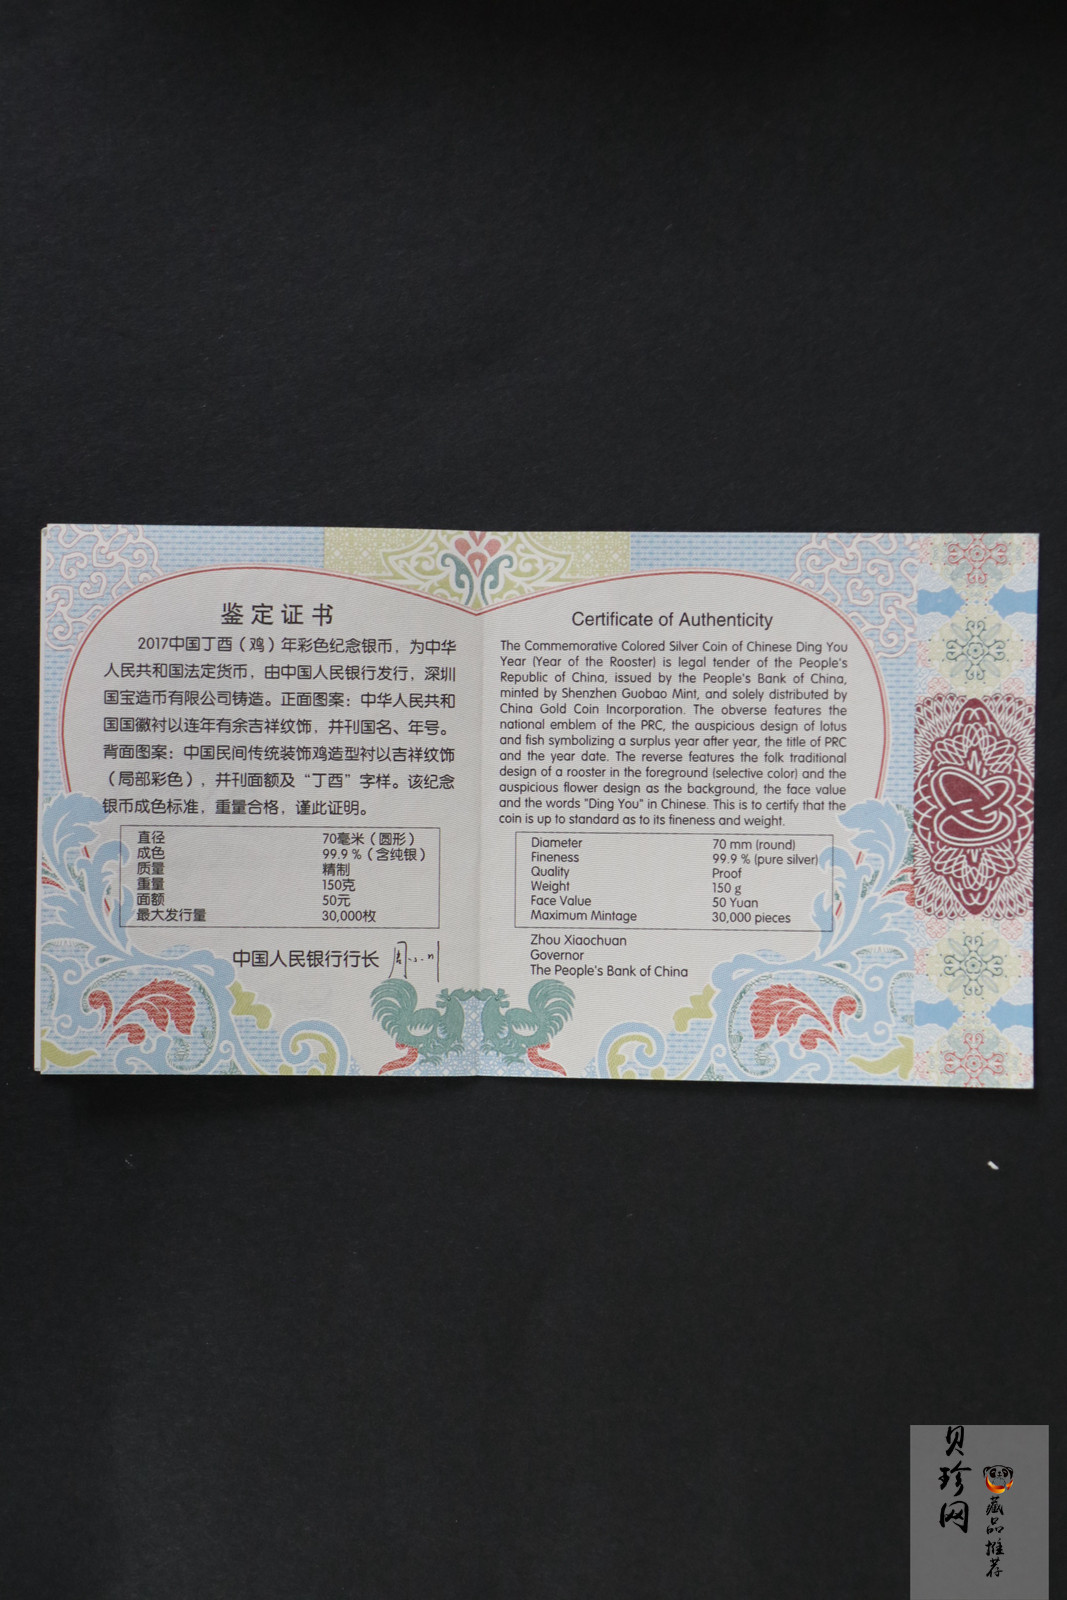 鉴定证书
2017中国丁酉（鸡）年彩色纪念银币，为中华
人民共和国法定货币，由中国人民银行发行，深圳
国宝造币有限公司铸造。正面图案：中华人民共和
国国徽衬以连年有余吉祥纹饰，并刊国名、年号。
背面图案：中国民间传统装饰鸡造型衬以吉祥纹饰
（局部彩色），并刊面额及“丁酉”字样。该纪念
银币成色标准，重量合格，谨此证明。
直径 70毫米（圆形）
成色 99.9％（含纯银）
质量 精制
重量 150克
面额 50元
最大发行量 30,000枚
中国人民银行行长 周小川
Certificate of Authenticity
The Commemorative Colored Silver Coin of Chinese Ding You
Year (Year of the Rooster) is legal tender of the People's
Republic of China, issued by the People's Bank of China,
minted by Shenzhen Guobao Mint, and solely distributed by
China Gold Coin Incorporation. The obverse features the
national emblem of the PRC, the auspicious design of lotus
and fish symbolizing a surplus year after year, the title of PRC
and the year date. The reverse features the folk traditional
design of a rooster in the foreground (selective color) and the
auspicious flower design as the background, the face value
and the words "Ding You" in Chinese. This is to certify that the
coin is up to standard as to its fineness and weight.
Diameter 70 mm (round)
Fineness 99.9 % (pure silver)
Quality Proof
Weight 150 g
Face Value 50 Yuan
Maximum Mintage 30,000 pieces
Zhou Xiaochuan
Governor
The People's Bank of China
贝珍网
藏品推荐